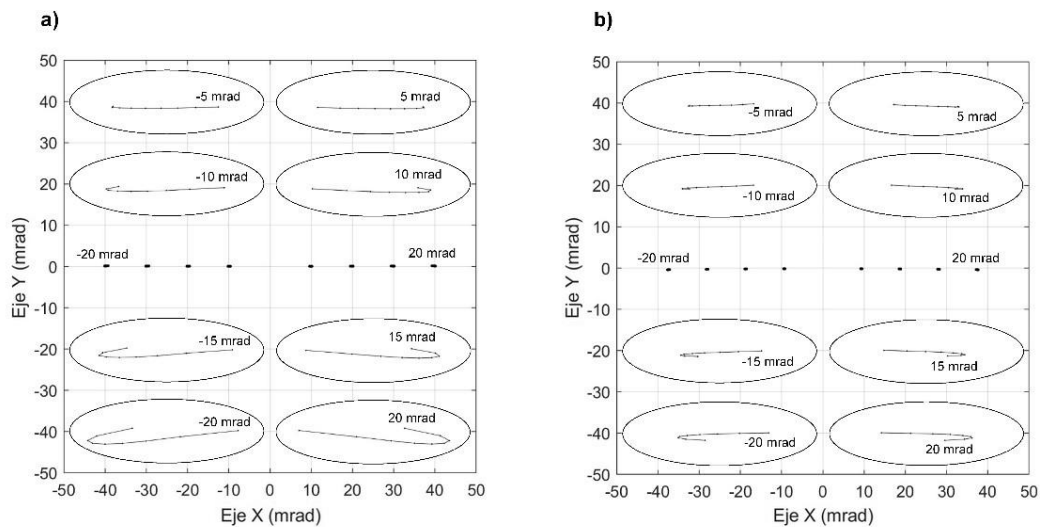 a)
50
40
30
20
10
0
-10
-20
-30
-40
-50
Eje Y (mrad)
-5 mrad
5 mrad
-10 mrad
10 mrad
-20 mrad
20 mrad
-15 mrad
15 mrad
-20 mrad
20 mrad
-50 -40 -30 -20 -10 0 10 20 30 40 50
Eje X (mrad)
b)
50
40
30
20
10
0
-10
-20
-30
-40
-50
Eje Y (mrad)
-5 mrad
5 mrad
-10 mrad
10 mrad
-20 mrad
20 mrad
-15 mrad
15 mrad
-20 mrad
20 mrad
-50 -40 -30 -20 -10 0 10 20 30 40 50
Eje X (mrad)